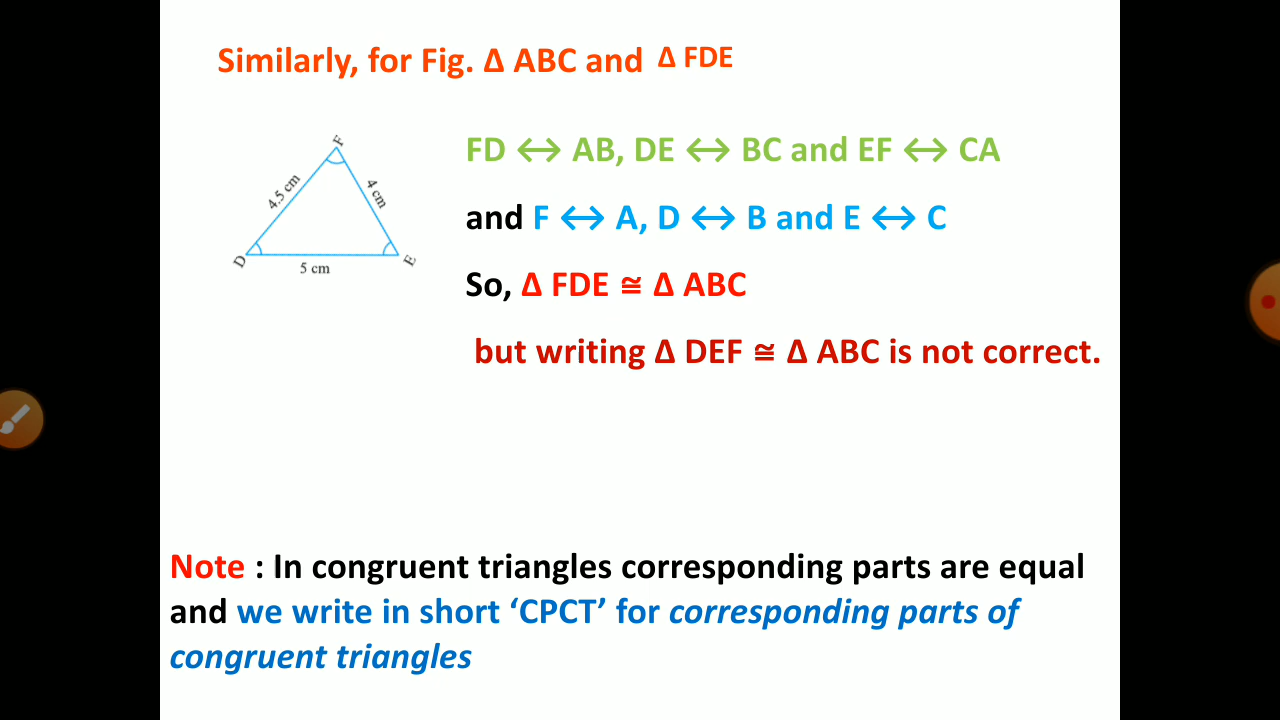 Similarly, for Fig. Δ ABC and Δ FDE
F
4.5 cm
4 cm
D
E
5 cm
FD ↔ AB, DE ↔ BC and EF ↔ CA
and F ↔ A, D ↔ B and E ↔ C
So, Δ FDE ≅ Δ ABC
but writing Δ DEF ≅ Δ ABC is not correct.
Note : In congruent triangles corresponding parts are equal
and we write in short ‘CPCT’ for corresponding parts of
congruent triangles